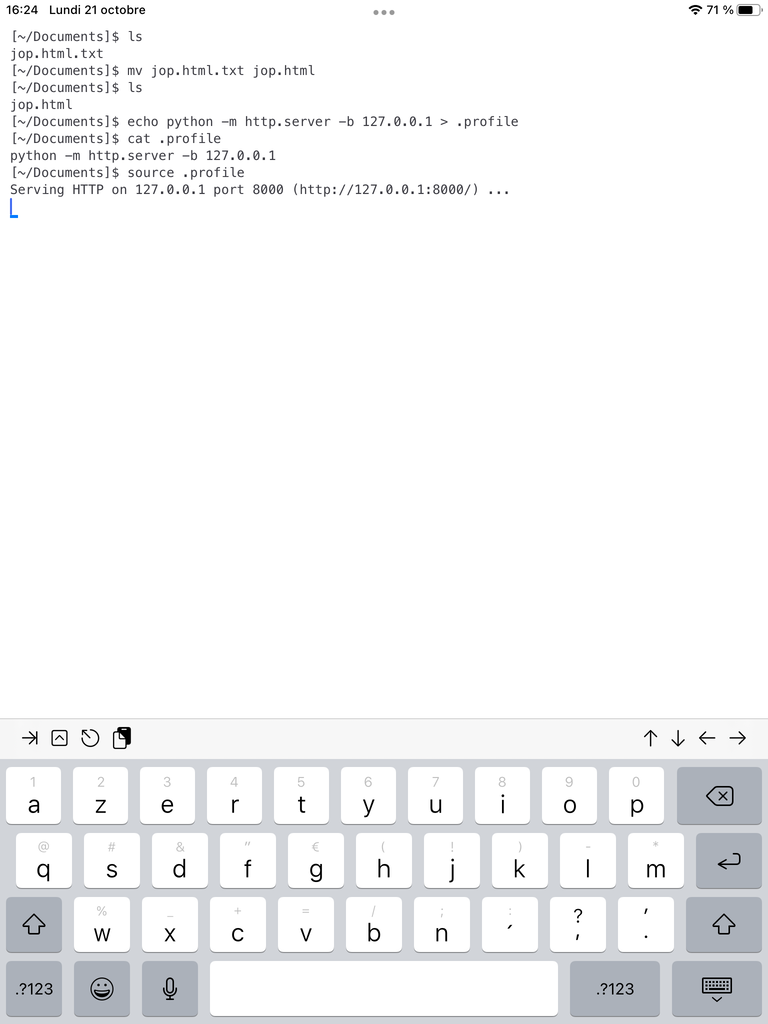 16:24 Lundi 21 octobre 71 %
[~/Documents]$ ls
jop.html.txt
[~/Documents]$ mv jop.html.txt jop.html
[~/Documents]$ ls
jop.html
[~/Documents]$ echo python -m http.server -b 127.0.0.1 > .profile
[~/Documents]$ cat .profile
python -m http.server -b 127.0.0.1
[~/Documents]$ source .profile
Serving HTTP on 127.0.0.1 port 8000 (http://127.0.0.1:8000/) ...
1 2 3 4 5 6 7 8 9 0
a z e r t y u i o p
@ # & " € ( ! ) - *
q s d f g h j k l m
% _ + = / ; : ? '
w x c v b n ´ , .
.?123 .?123